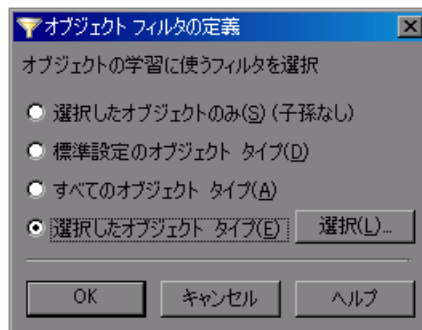 オブジェクト フィルタの定義
オブジェクトの学習に使うフィルタを選択
選択したオブジェクトのみ(S) (子孫なし)
標準設定のオブジェクト タイプ(D)
すべてのオブジェクト タイプ(A)
選択したオブジェクト タイプ(E) 選択(L)...
OK キャンセル ヘルプ